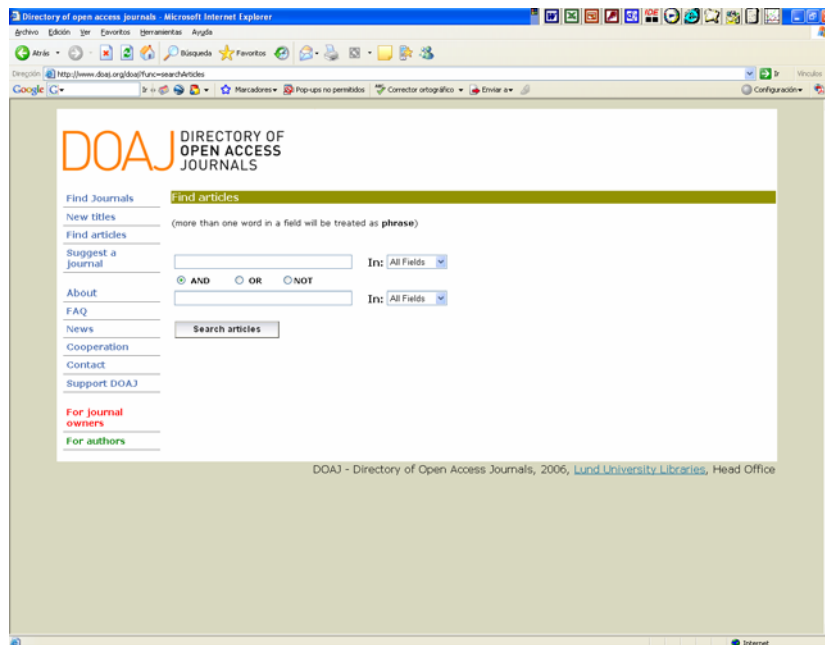 Directory of open access journals - Microsoft Internet Explorer
Archivo Edición Ver Favoritos Herramientas Ayuda
Atrás Búsqueda Favoritos
Dirección http://www.doaj.org/doaj?func=searchArticles Ir Vínculos
Google G Ir Marcadores Pop-ups no permitidos Corrector ortográfico Enviar a Configuración
DOAJ DIRECTORY OF
OPEN ACCESS
JOURNALS
Find Journals
New titles
Find articles
Suggest a
journal
About
FAQ
News
Cooperation
Contact
Support DOAJ
For journal
owners
For authors
Find articles
(more than one word in a field will be treated as phrase)
In: All Fields
AND OR NOT
In: All Fields
Search articles
DOAJ - Directory of Open Access Journals, 2006, Lund University Libraries, Head Office
Internet